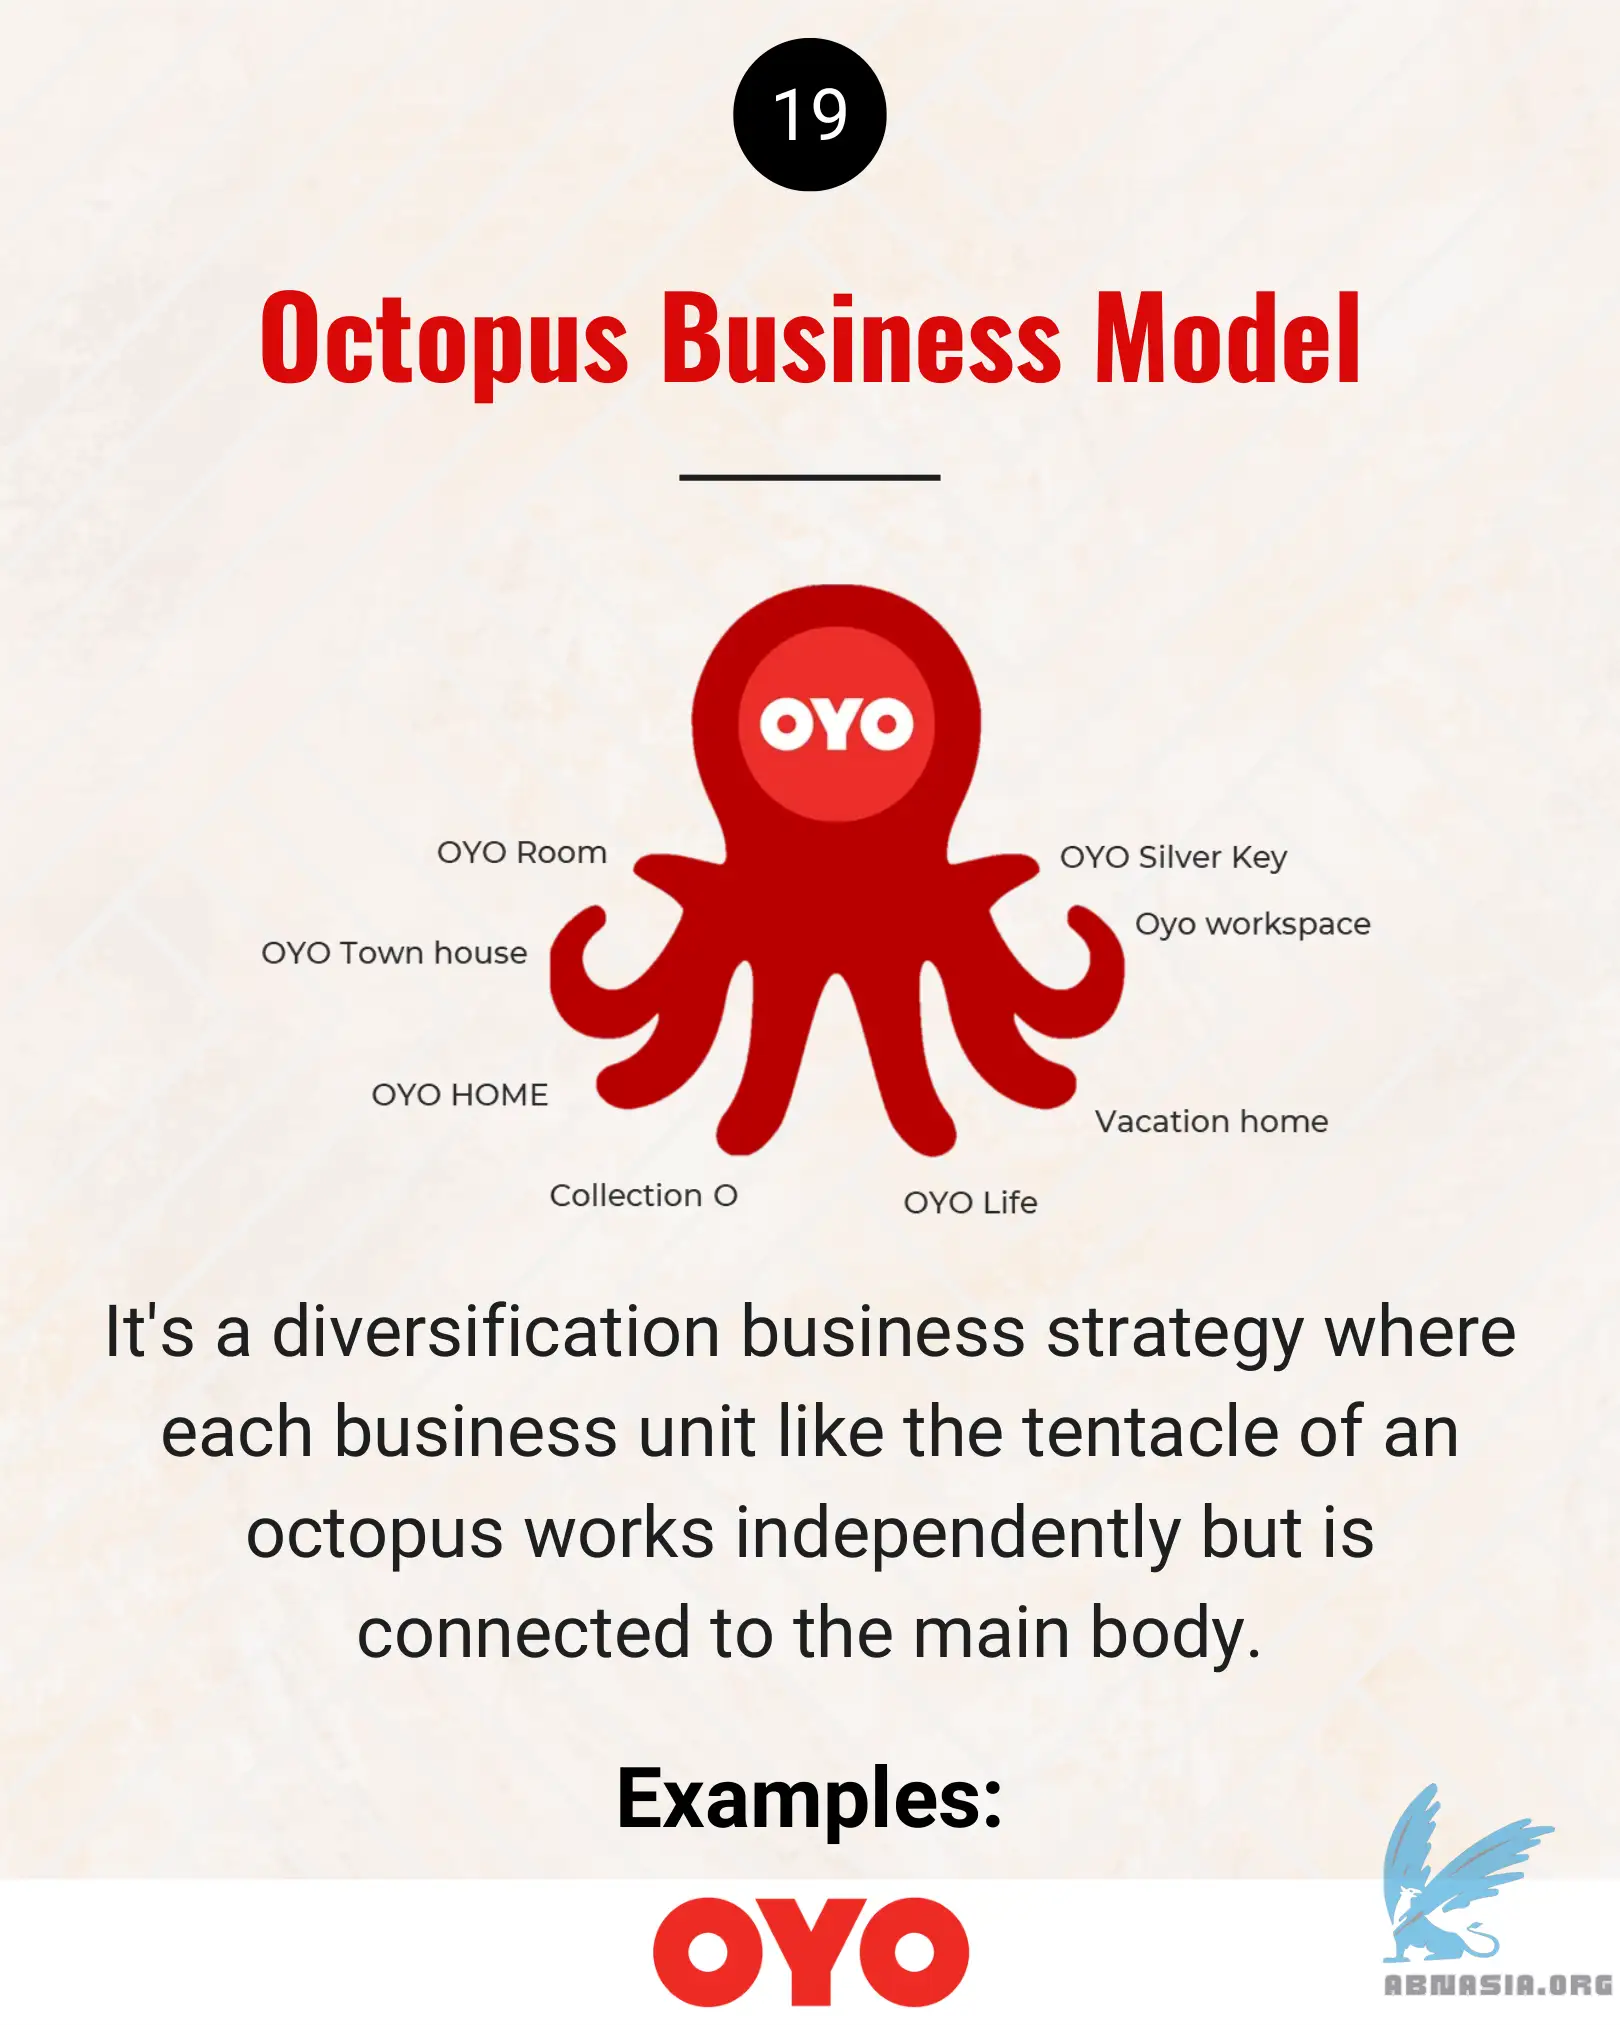 19
Octopus Business Model
OYO
OYO Room
OYO Silver Key
Oyo workspace
OYO Town house
OYO HOME
Vacation home
Collection O
OYO Life
It's a diversification business strategy where
each business unit like the tentacle of an
octopus works independently but is
connected to the main body.
Examples:
OYO
ABNASIA.ORG